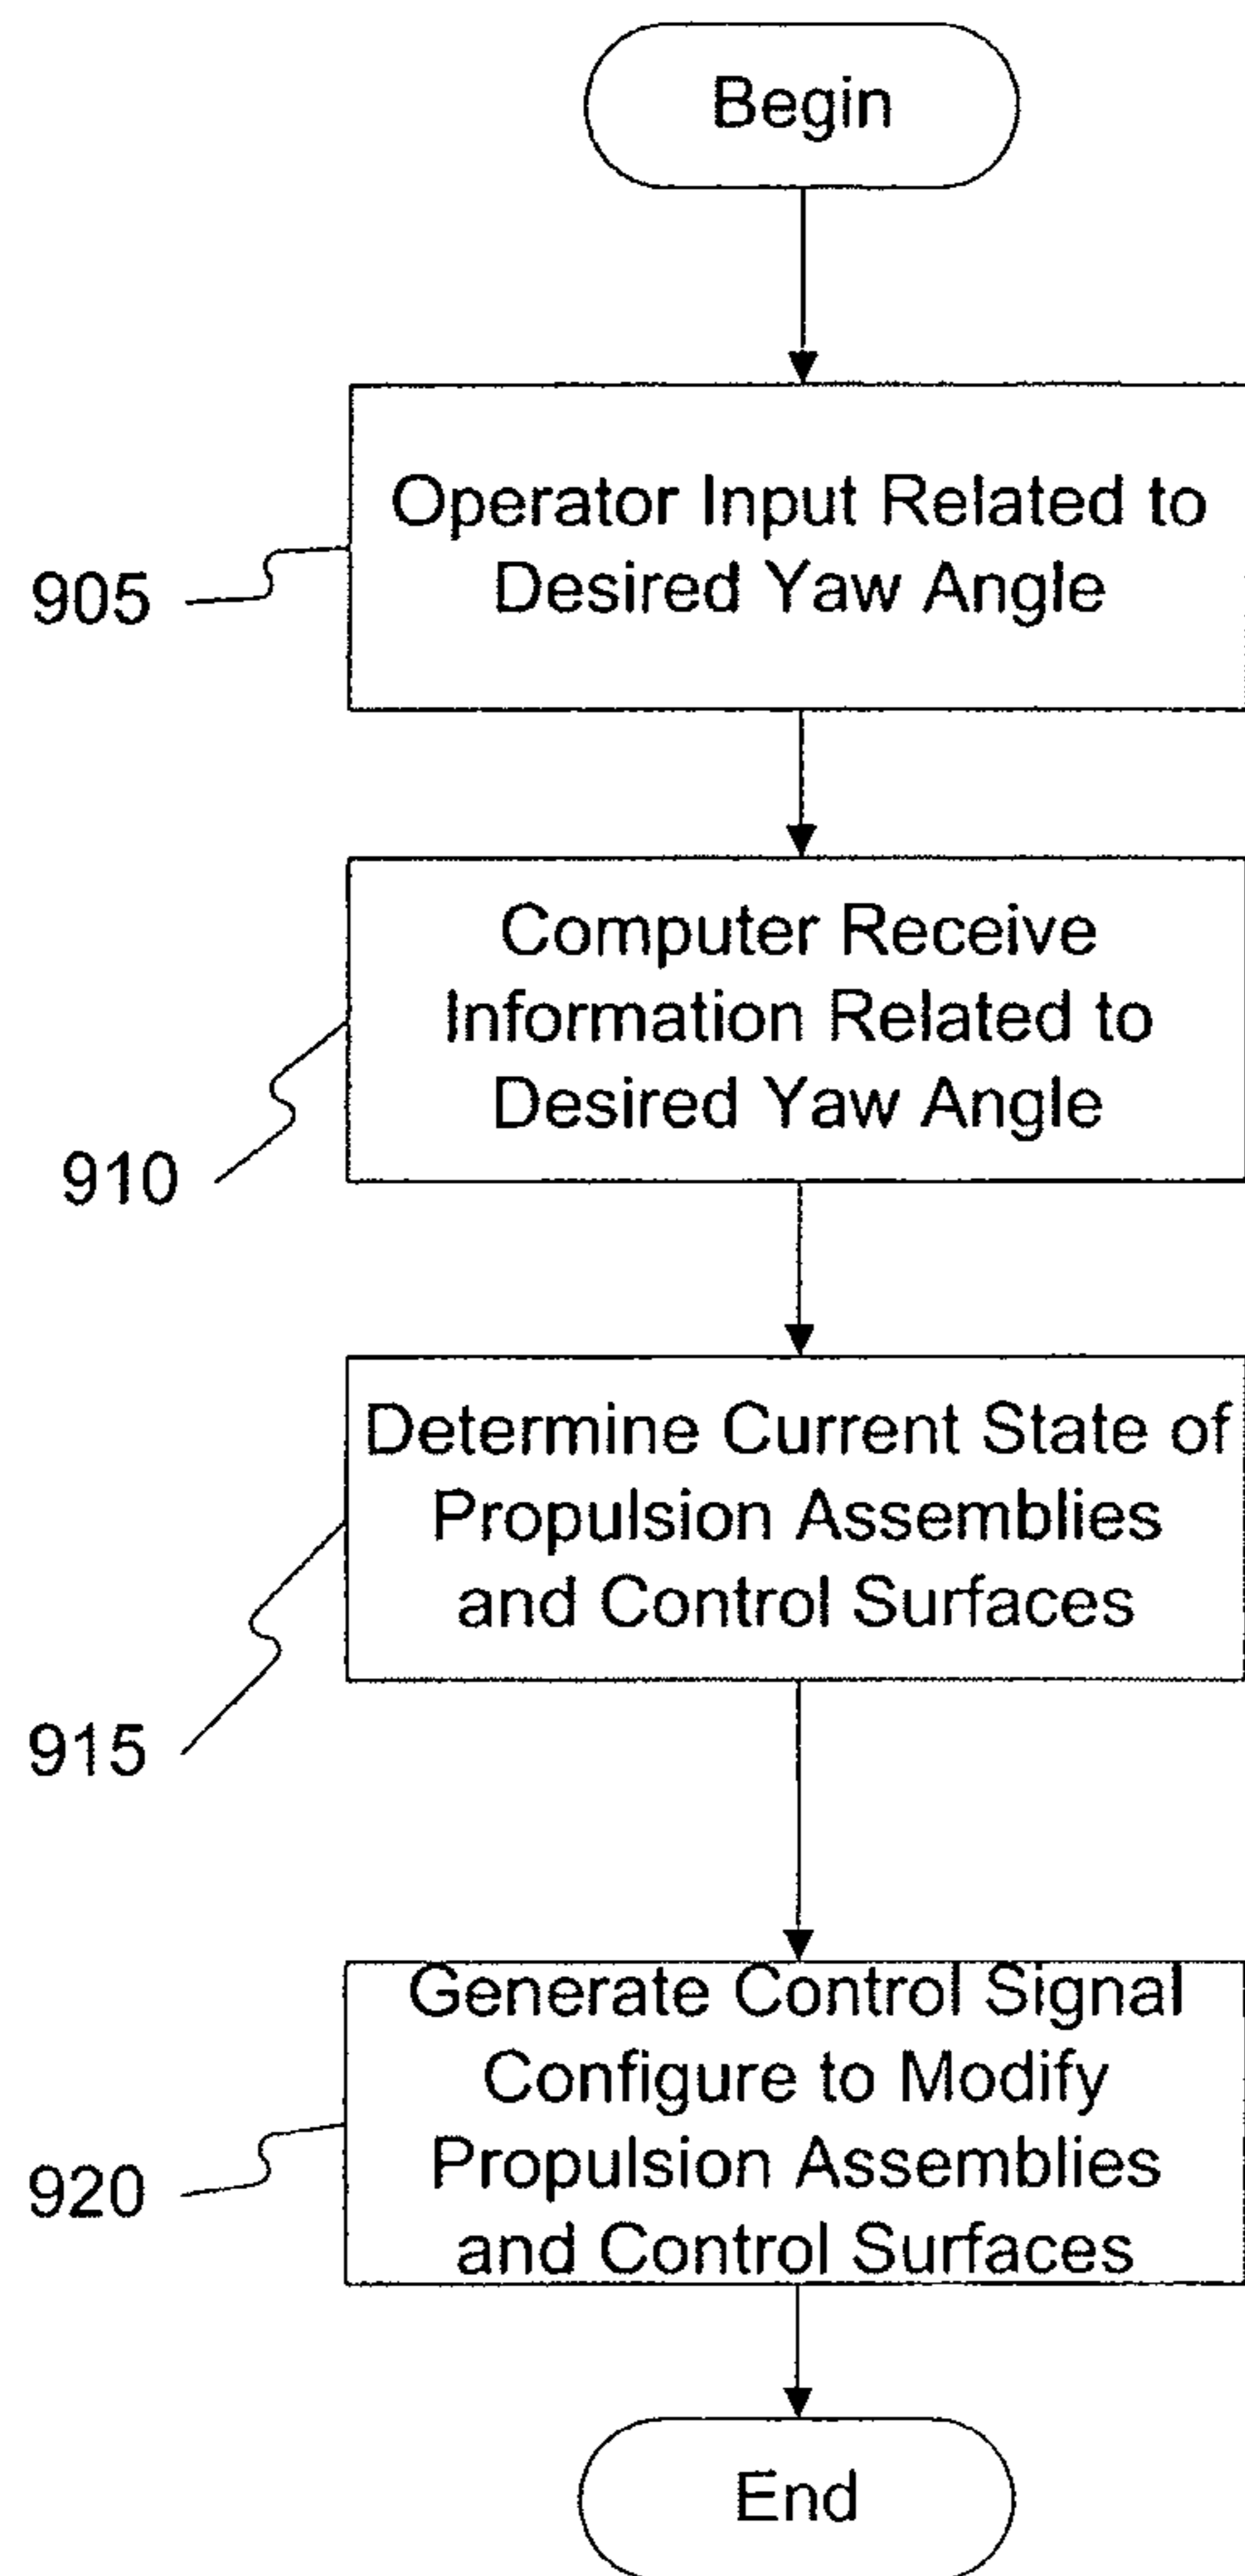 Begin
Operator Input Related to
Desired Yaw Angle
905
Computer Receive
Information Related to
Desired Yaw Angle
910
Determine Current State of
Propulsion Assemblies
and Control Surfaces
915
Generate Control Signal
Configure to Modify
Propulsion Assemblies
and Control Surfaces
920
End